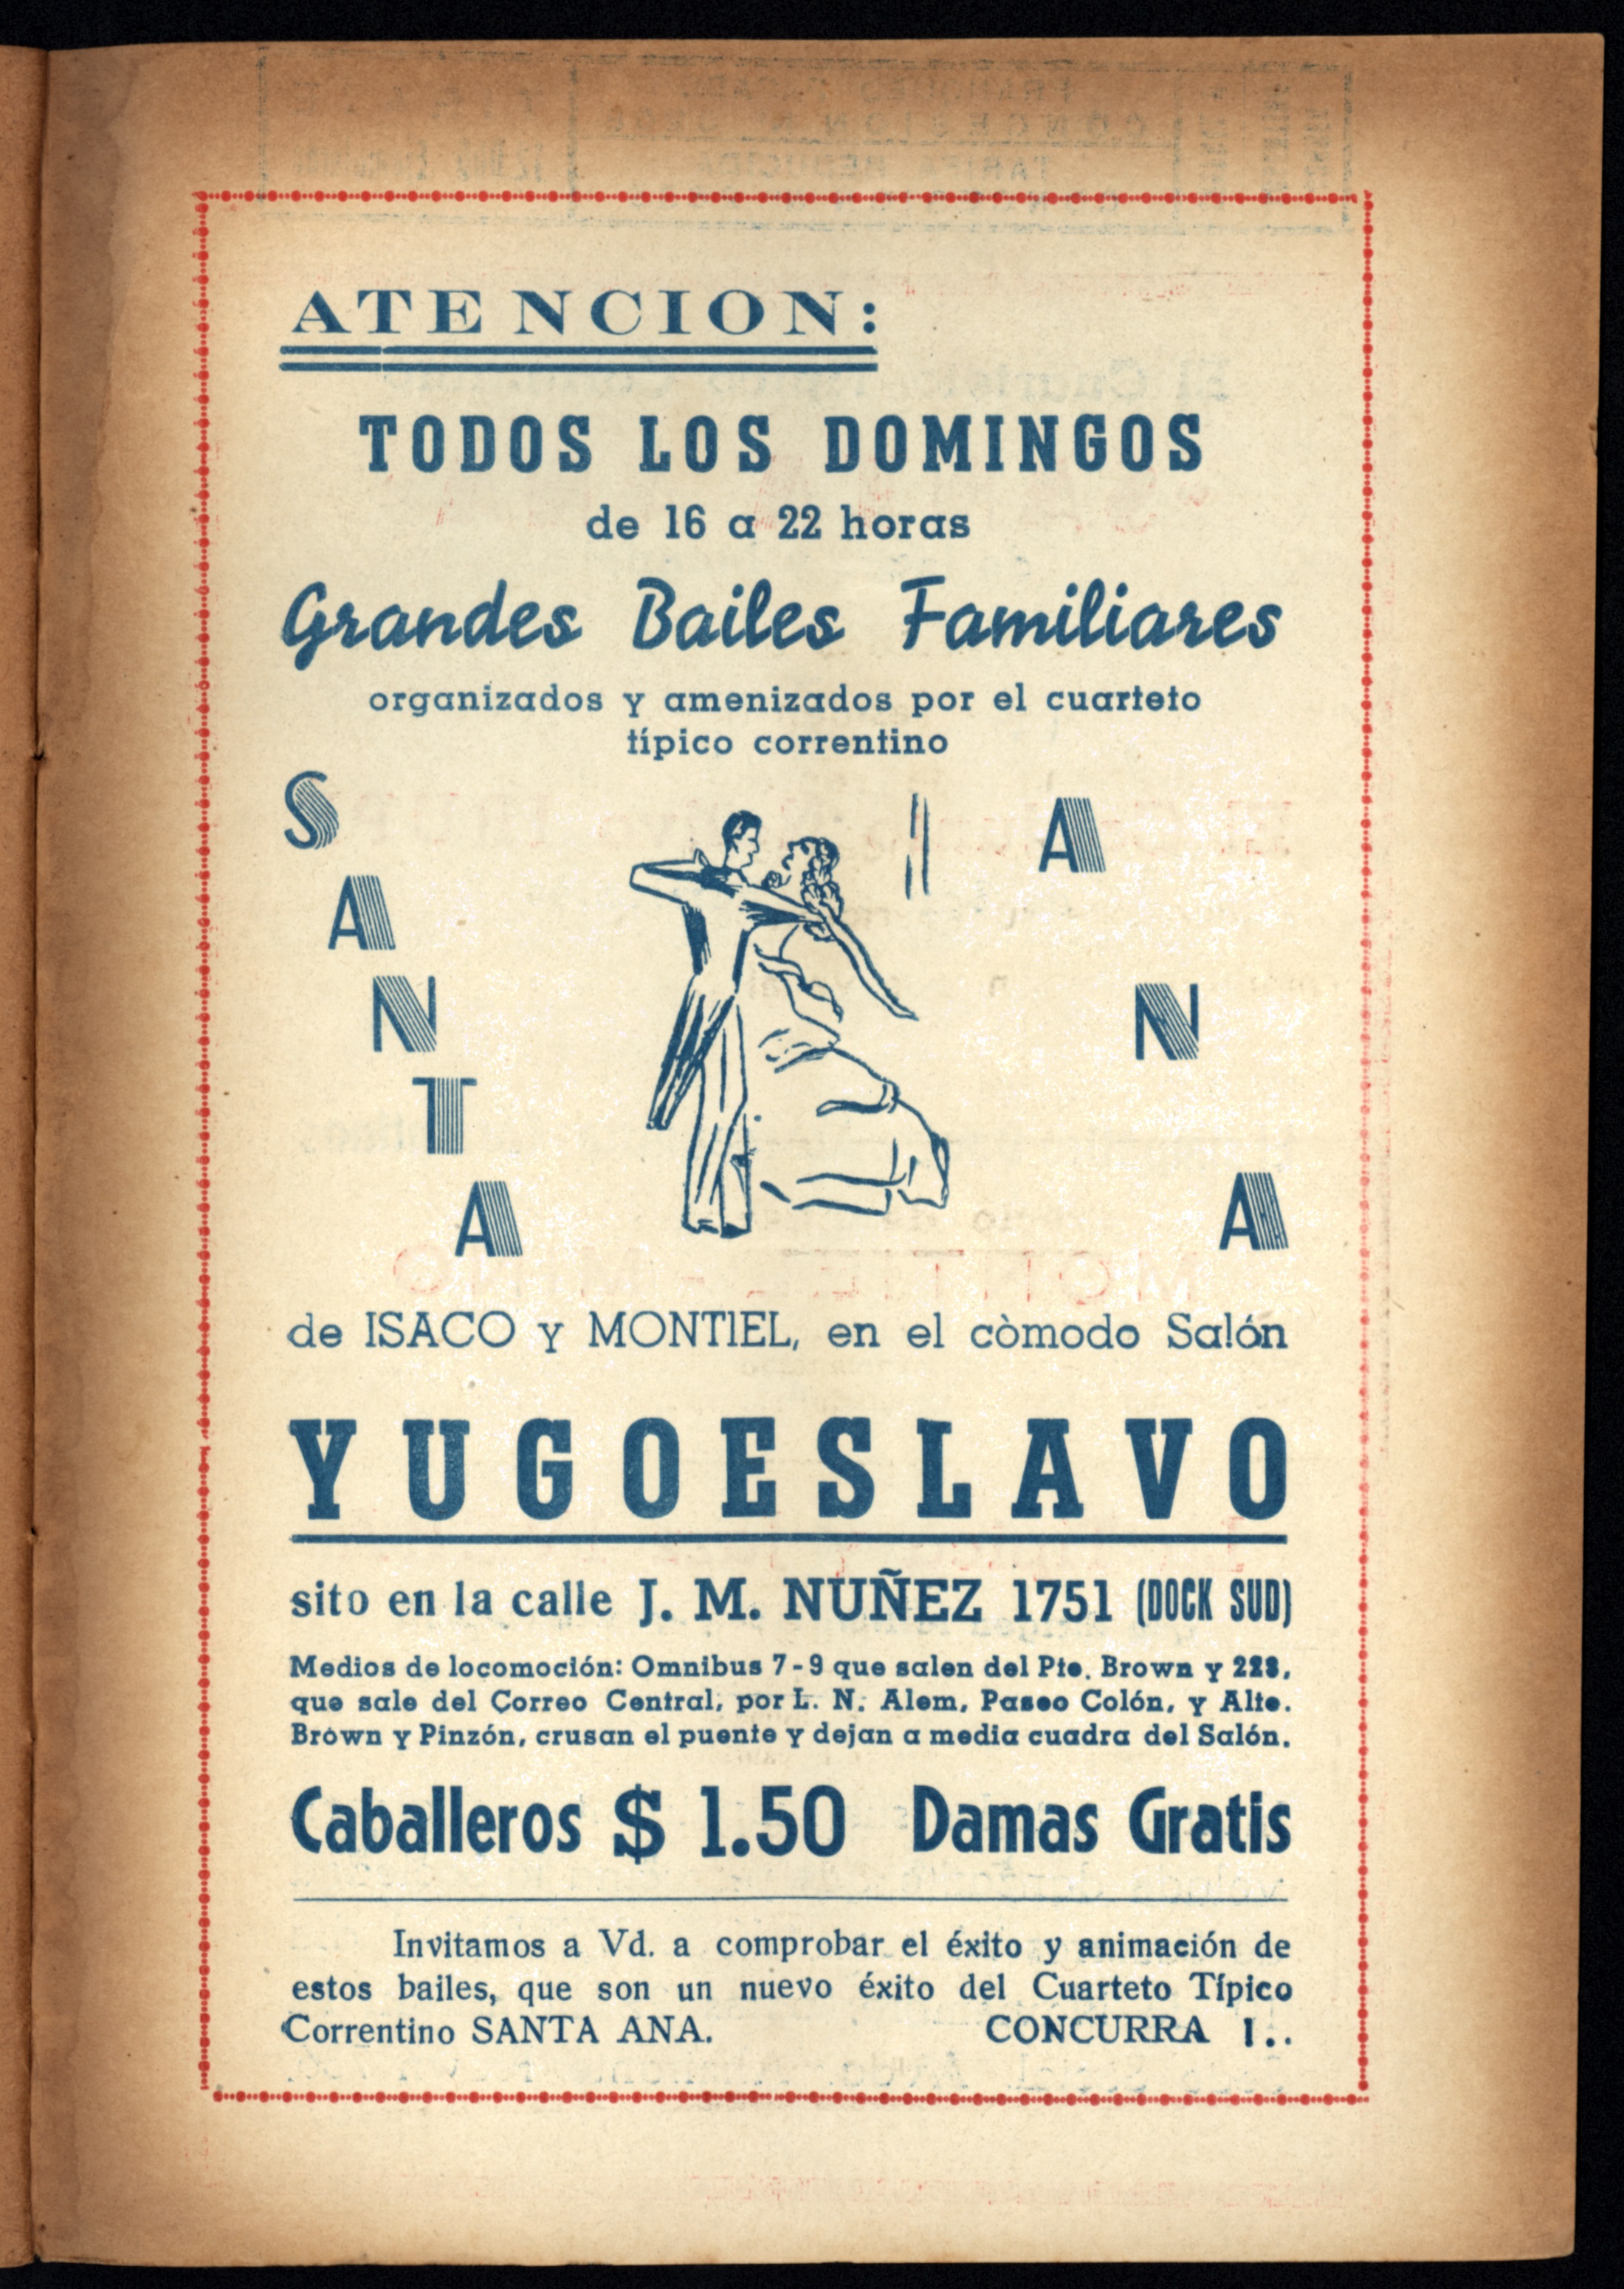 ATENCION:
TODOS LOS DOMINGOS
de 16 a 22 horas
Grandes Bailes Familiares
organizados y amenizados por el cuarteto
típico correntino
SANTA
ANA
de ISACO y MONTIEL, en el còmodo Salón
YUGOESLAVO
sito en la calle J. M. NUÑEZ 1751 (DOCK SUD)
Medios de locomoción: Omnibus 7-9 que salen del Pte. Brown y 223,
que sale del Correo Central, por L. N. Alem, Paseo Colón, y Alte.
Brown y Pinzón, crusan el puente y dejan a media cuadra del Salón.
Caballeros $ 1.50 Damas Gratis
Invitamos a Vd. a comprobar el éxito y animación de
estos bailes, que son un nuevo éxito del Cuarteto Típico
Correntino SANTA ANA. CONCURRA !..